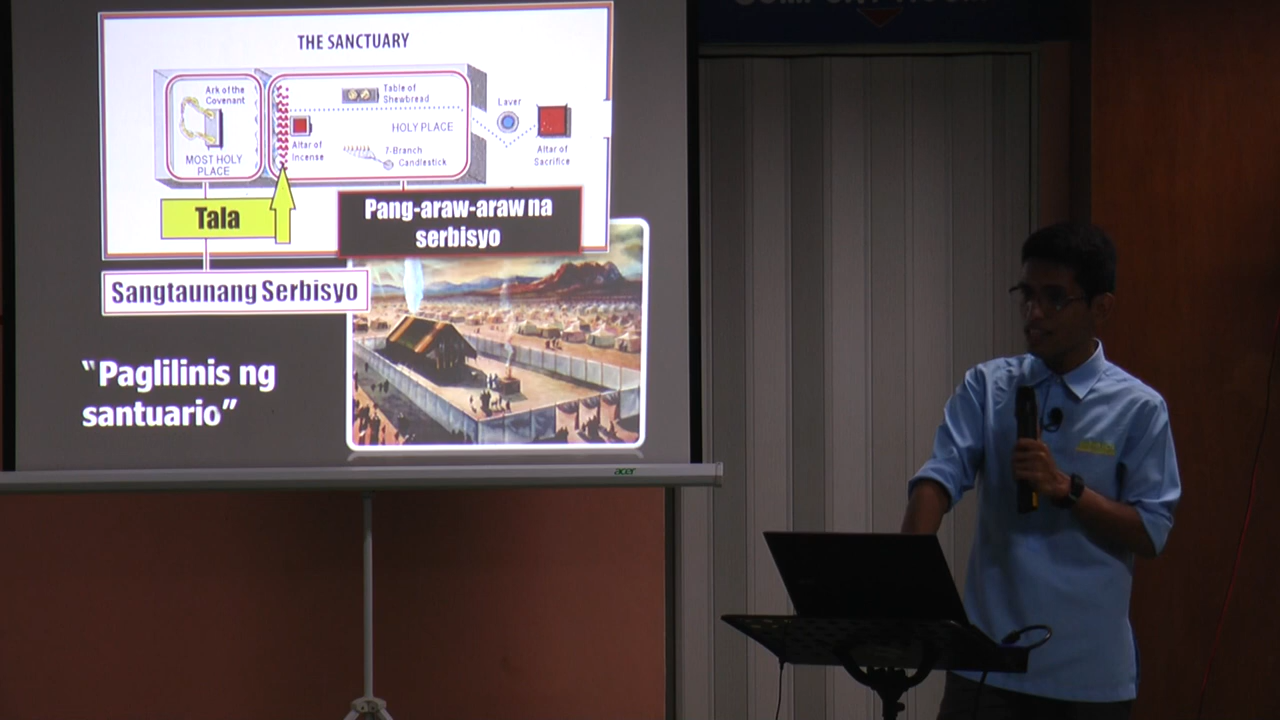 THE SANCTUARY
Ark of the
Covenant
MOST HOLY
PLACE
Table of
Shewbread
HOLY PLACE
Altar of
Incense
7-Branch
Candlestick
Laver
Altar of
Sacrifice
Tala
Pang-araw-araw na
serbisyo
Sangtaunang Serbisyo
“Paglilinis ng
santuario”
acer